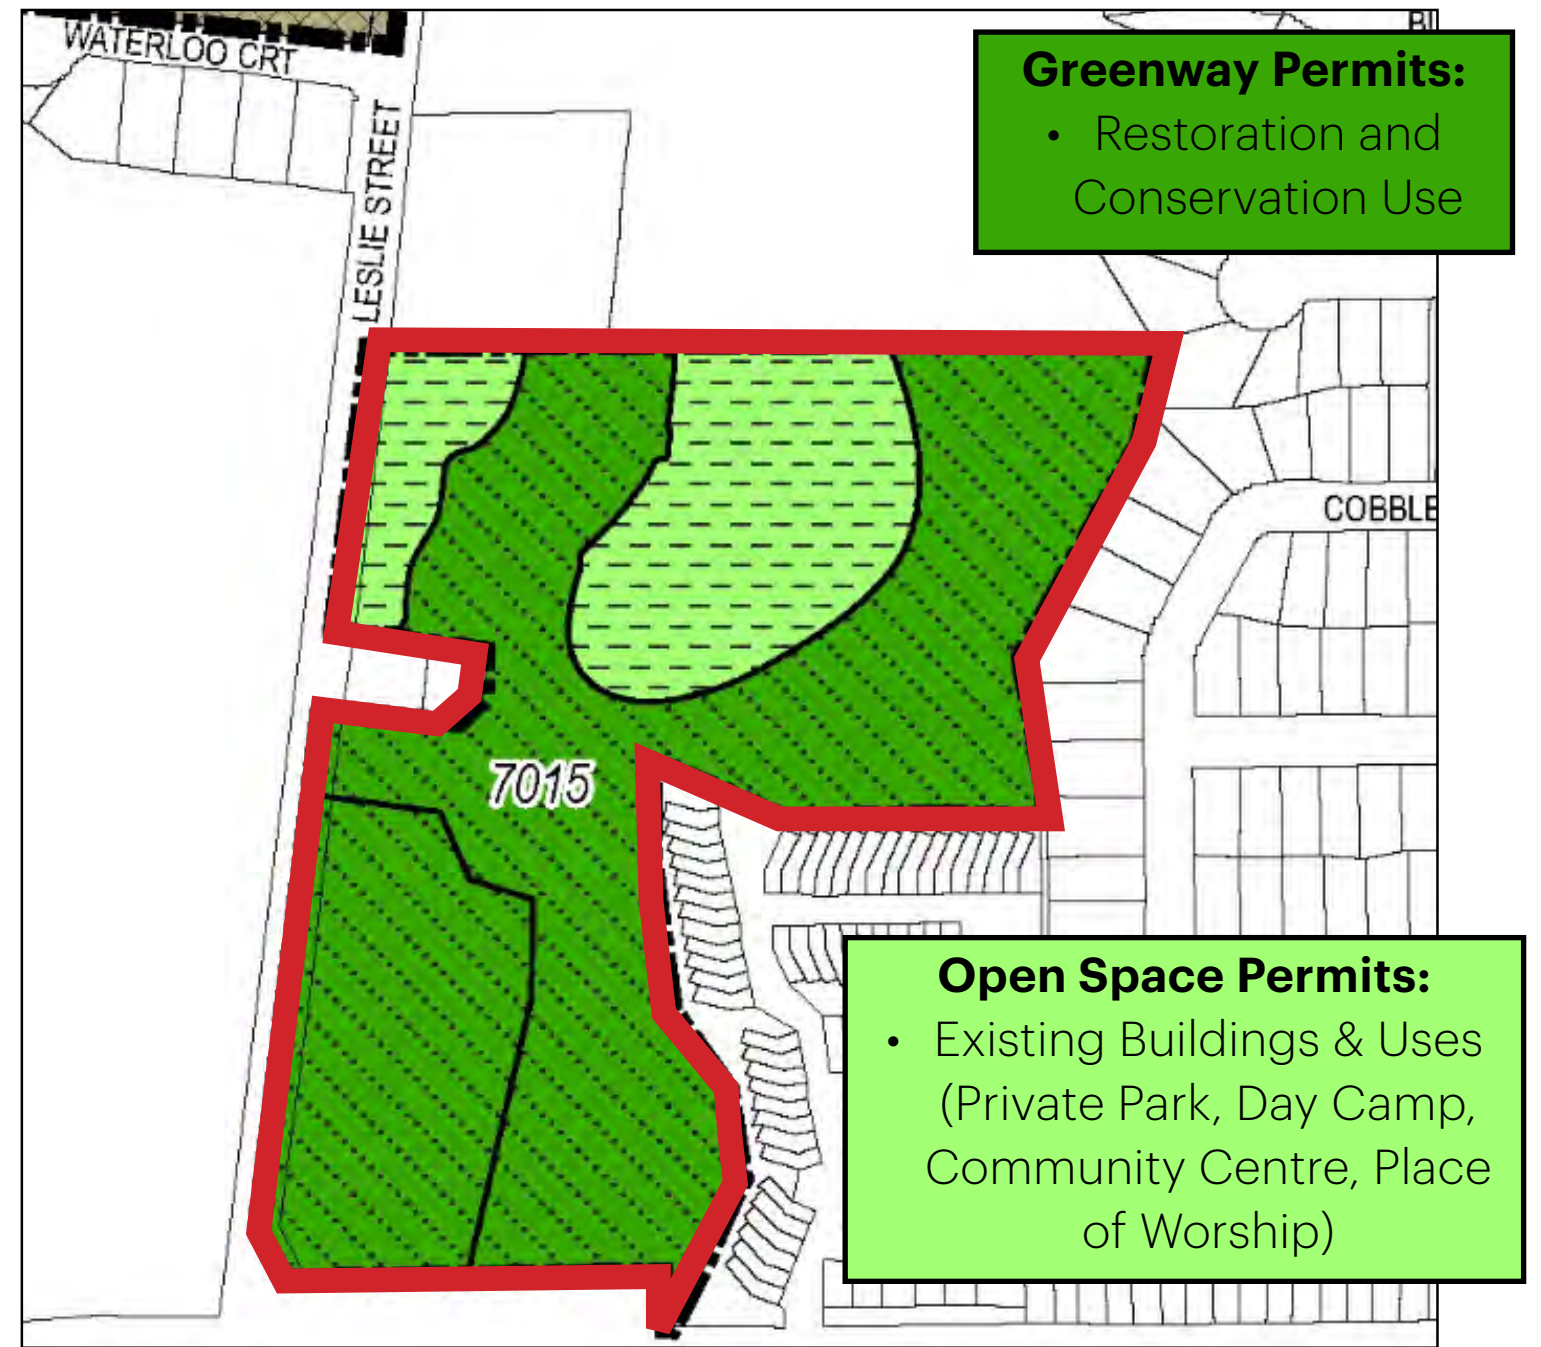 WATERLOO CRT
LESLIE STREET
Greenway Permits:
• Restoration and
Conservation Use
COBBLE
7015
Open Space Permits:
• Existing Buildings & Uses
(Private Park, Day Camp,
Community Centre, Place
of Worship)